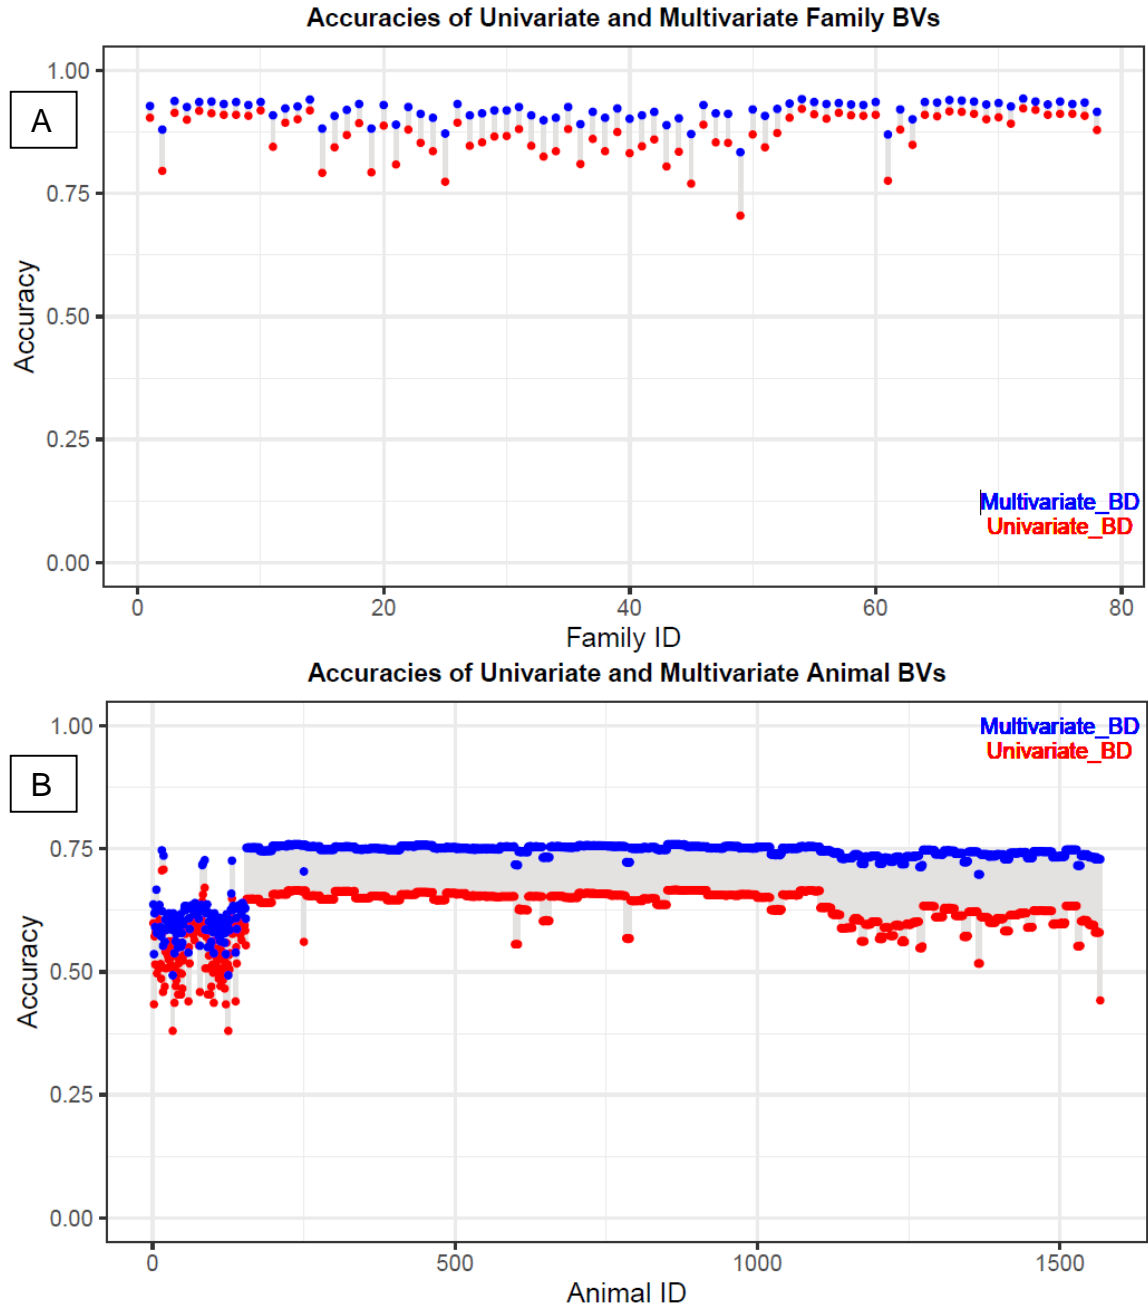 Accuracies of Univariate and Multivariate Family BVs
A
1.00
0.75
0.50
0.25
0.00
Accuracy
Multivariate_BD
Univariate_BD
0 20 40 60 80
Family ID
Accuracies of Univariate and Multivariate Animal BVs
B
1.00
0.75
0.50
0.25
0.00
Accuracy
Multivariate_BD
Univariate_BD
0 500 1000 1500
Animal ID